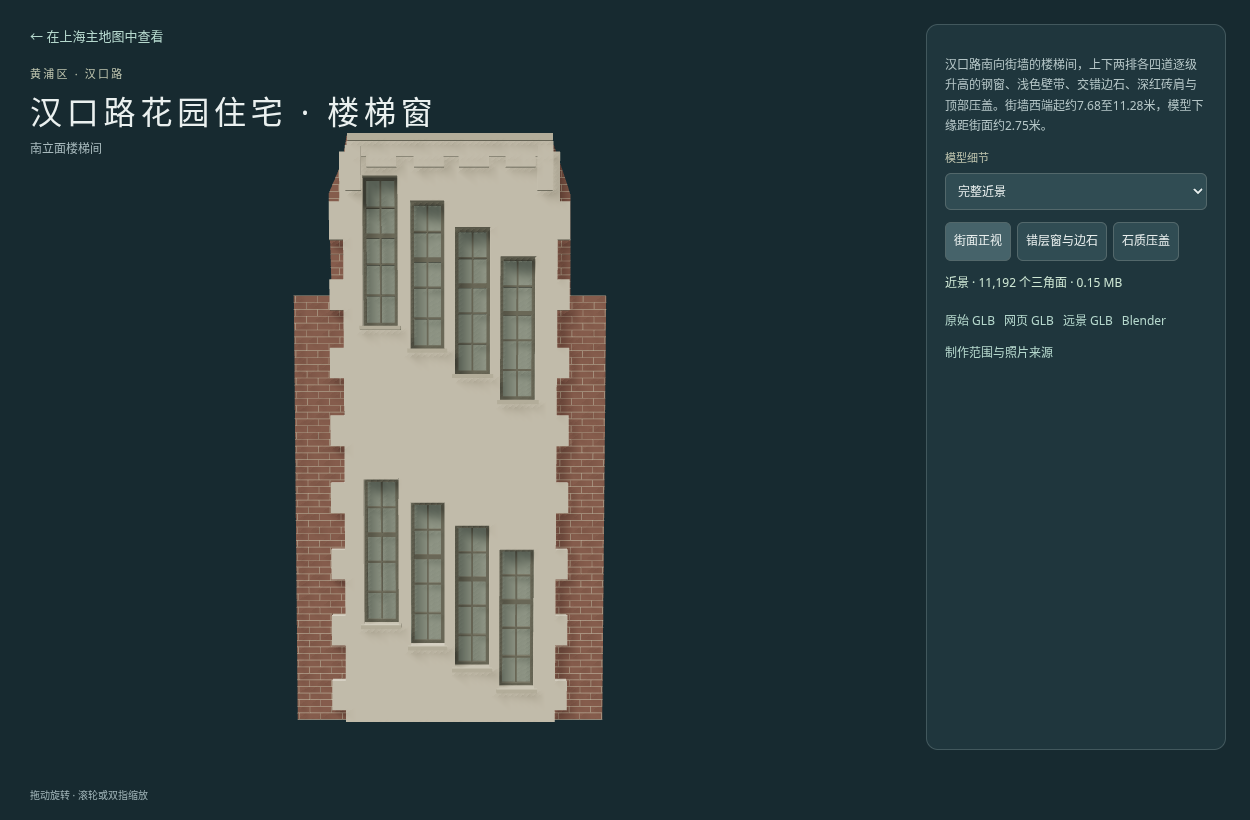 ← 在上海主地图中查看
黄浦区 · 汉口路
汉口路花园住宅 · 楼梯窗
南立面楼梯间
汉口路南向街墙的楼梯间，上下两排各四道逐级
升高的钢窗、浅色壁带、交错边石、深红砖肩与
顶部压盖。街墙西端起约7.68至11.28米，模型下
缘距街面约2.75米。
模型细节
完整近景
街面正视 错层窗与边石 石质压盖
近景 · 11,192 个三角面 · 0.15 MB
原始 GLB 网页 GLB 远景 GLB Blender
制作范围与照片来源
拖动旋转 · 滚轮或双指缩放